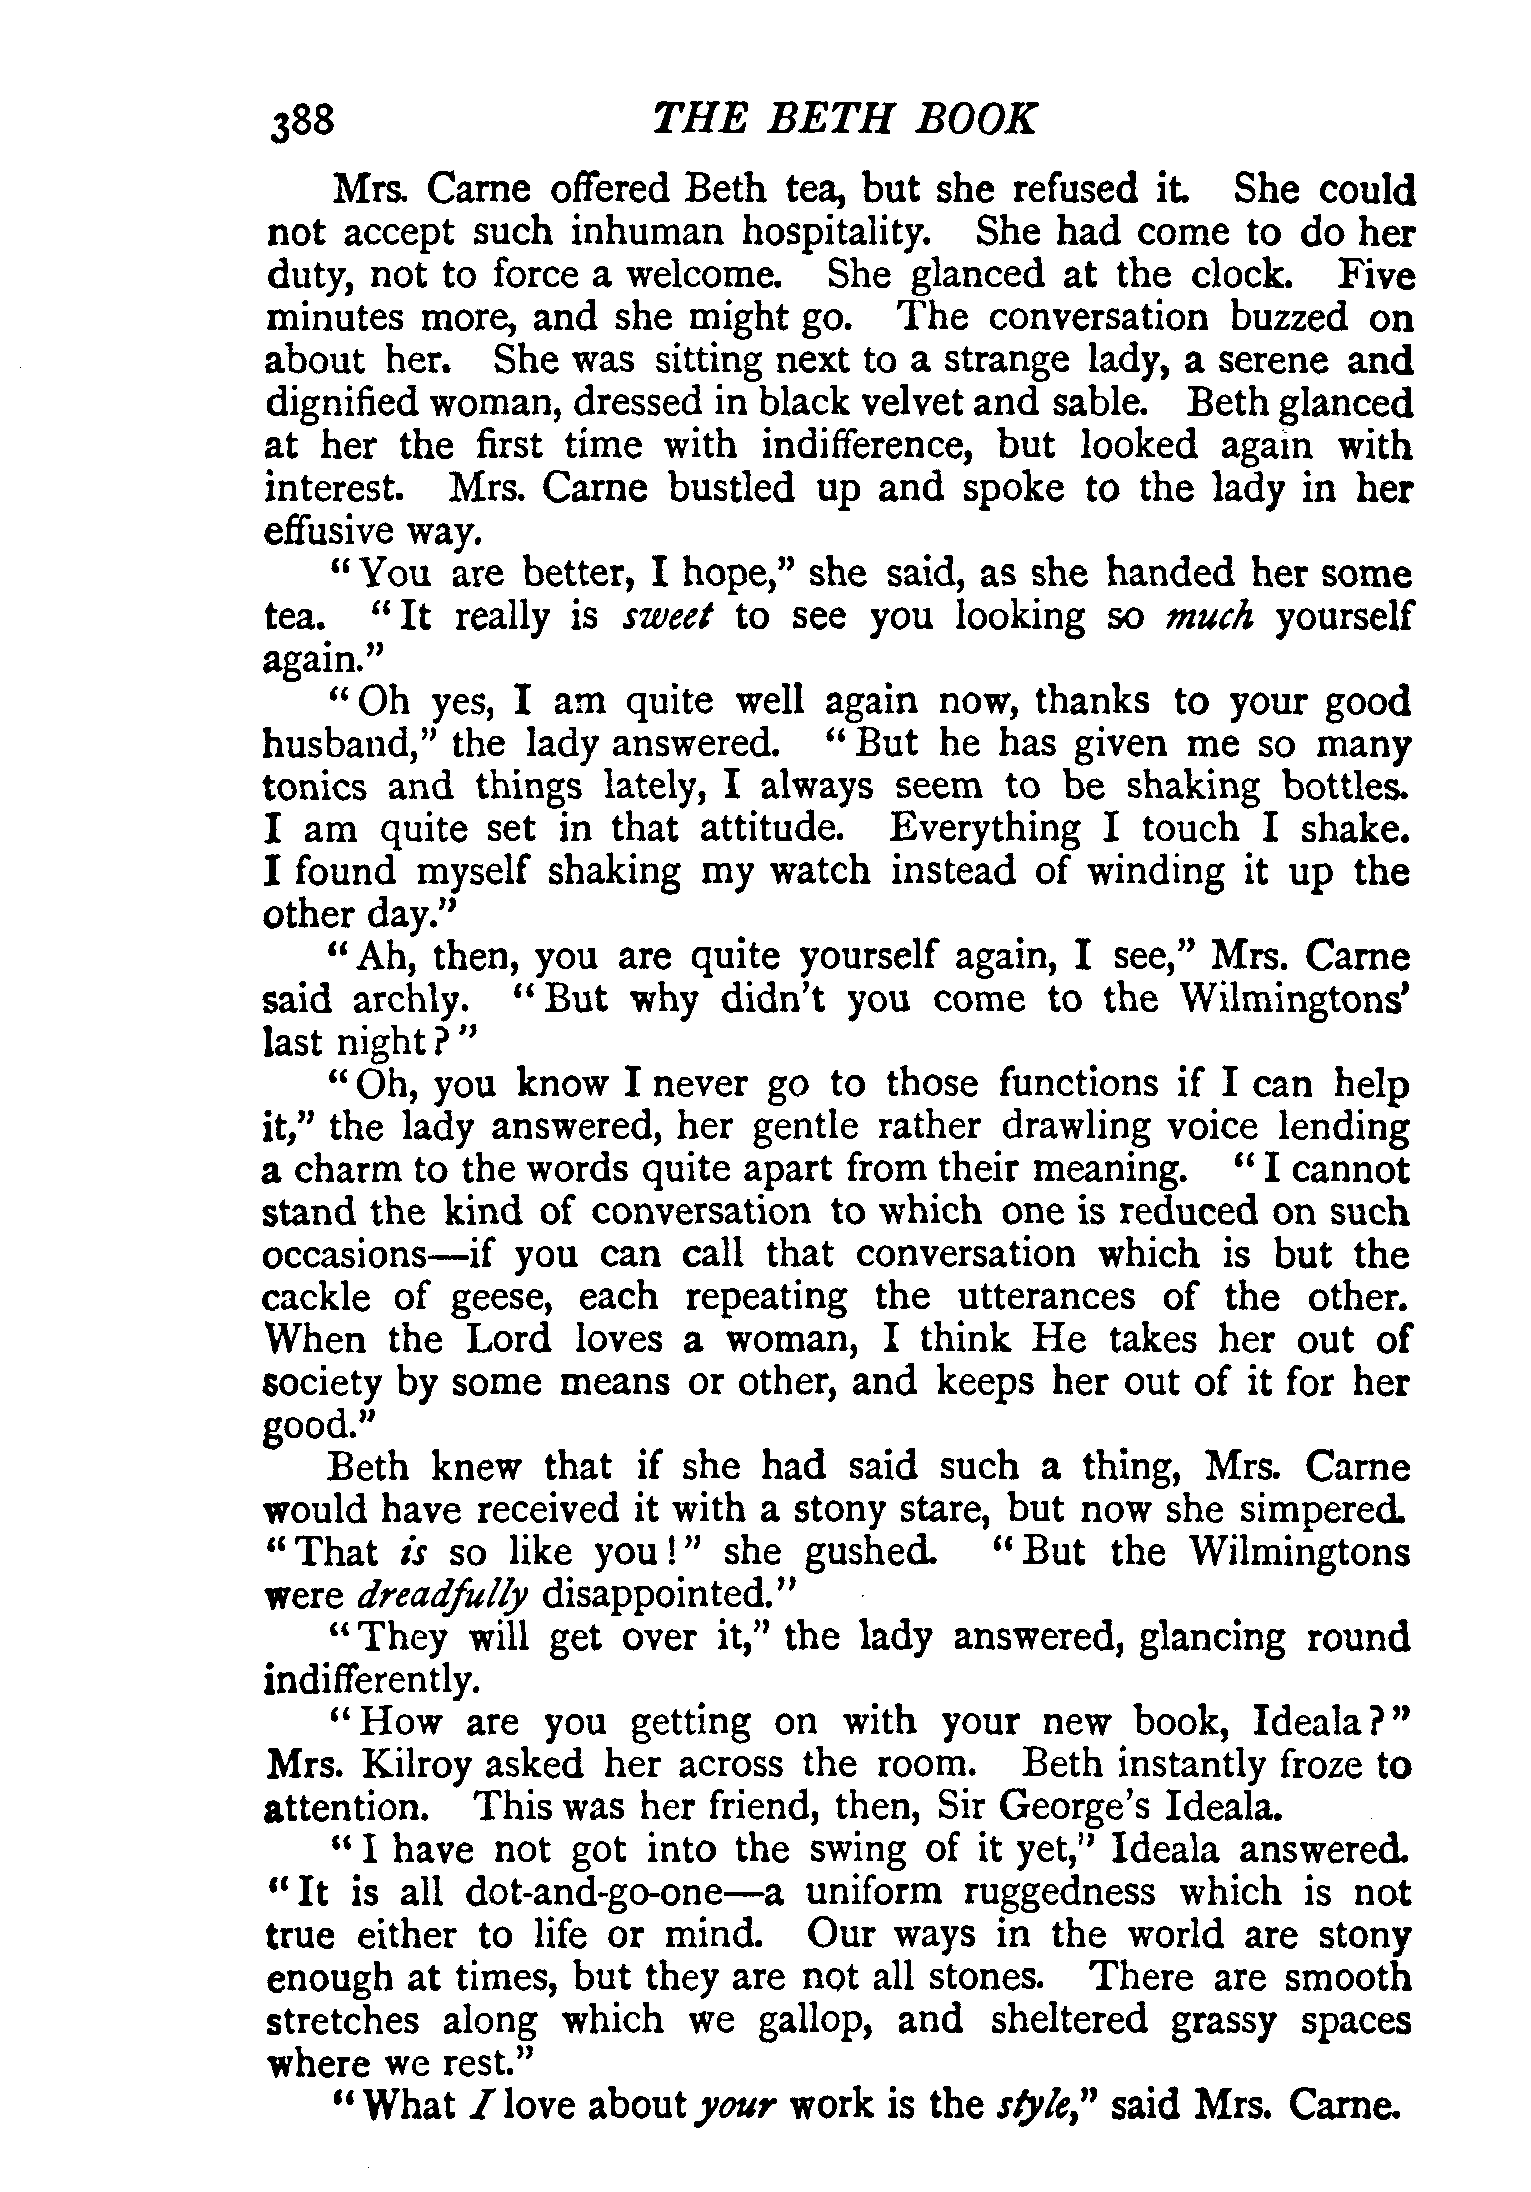 388 THE BETH BOOK
Mrs. Carne offered Beth tea, but she refused it. She could
not accept such inhuman hospitality. She had come to do her
duty, not to force a welcome. She glanced at the clock. Five
minutes more, and she might go. The conversation buzzed on
about her. She was sitting next to a strange lady, a serene and
dignified woman, dressed in black velvet and sable. Beth glanced
at her the first time with indifference, but looked again with
interest. Mrs. Carne bustled up and spoke to the lady in her
effusive way.
“You are better, I hope,” she said, as she handed her some
tea. “It really is sweet to see you looking so much yourself
again.”
“Oh yes, I am quite well again now, thanks to your good
husband,” the lady answered. “But he has given me so many
tonics and things lately, I always seem to be shaking bottles.
I am quite set in that attitude. Everything I touch I shake.
I found myself shaking my watch instead of winding it up the
other day.”
“Ah, then, you are quite yourself again, I see,” Mrs. Carne
said archly. “But why didn’t you come to the Wilmingtons’
last night?”
“Oh, you know I never go to those functions if I can help
it,” the lady answered, her gentle rather drawling voice lending
a charm to the words quite apart from their meaning. “I cannot
stand the kind of conversation to which one is reduced on such
occasions—if you can call that conversation which is but the
cackle of geese, each repeating the utterances of the other.
When the Lord loves a woman, I think He takes her out of
society by some means or other, and keeps her out of it for her
good.”
Beth knew that if she had said such a thing, Mrs. Carne
would have received it with a stony stare, but now she simpered.
“That is so like you!” she gushed. “But the Wilmingtons
were dreadfully disappointed.”
“They will get over it,” the lady answered, glancing round
indifferently.
“How are you getting on with your new book, Ideala?”
Mrs. Kilroy asked her across the room. Beth instantly froze to
attention. This was her friend, then, Sir George’s Ideala.
“I have not got into the swing of it yet,” Ideala answered.
“It is all dot-and-go-one—a uniform ruggedness which is not
true either to life or mind. Our ways in the world are stony
enough at times, but they are not all stones. There are smooth
stretches along which we gallop, and sheltered grassy spaces
where we rest.”
“What I love about your work is the style,” said Mrs. Carne.